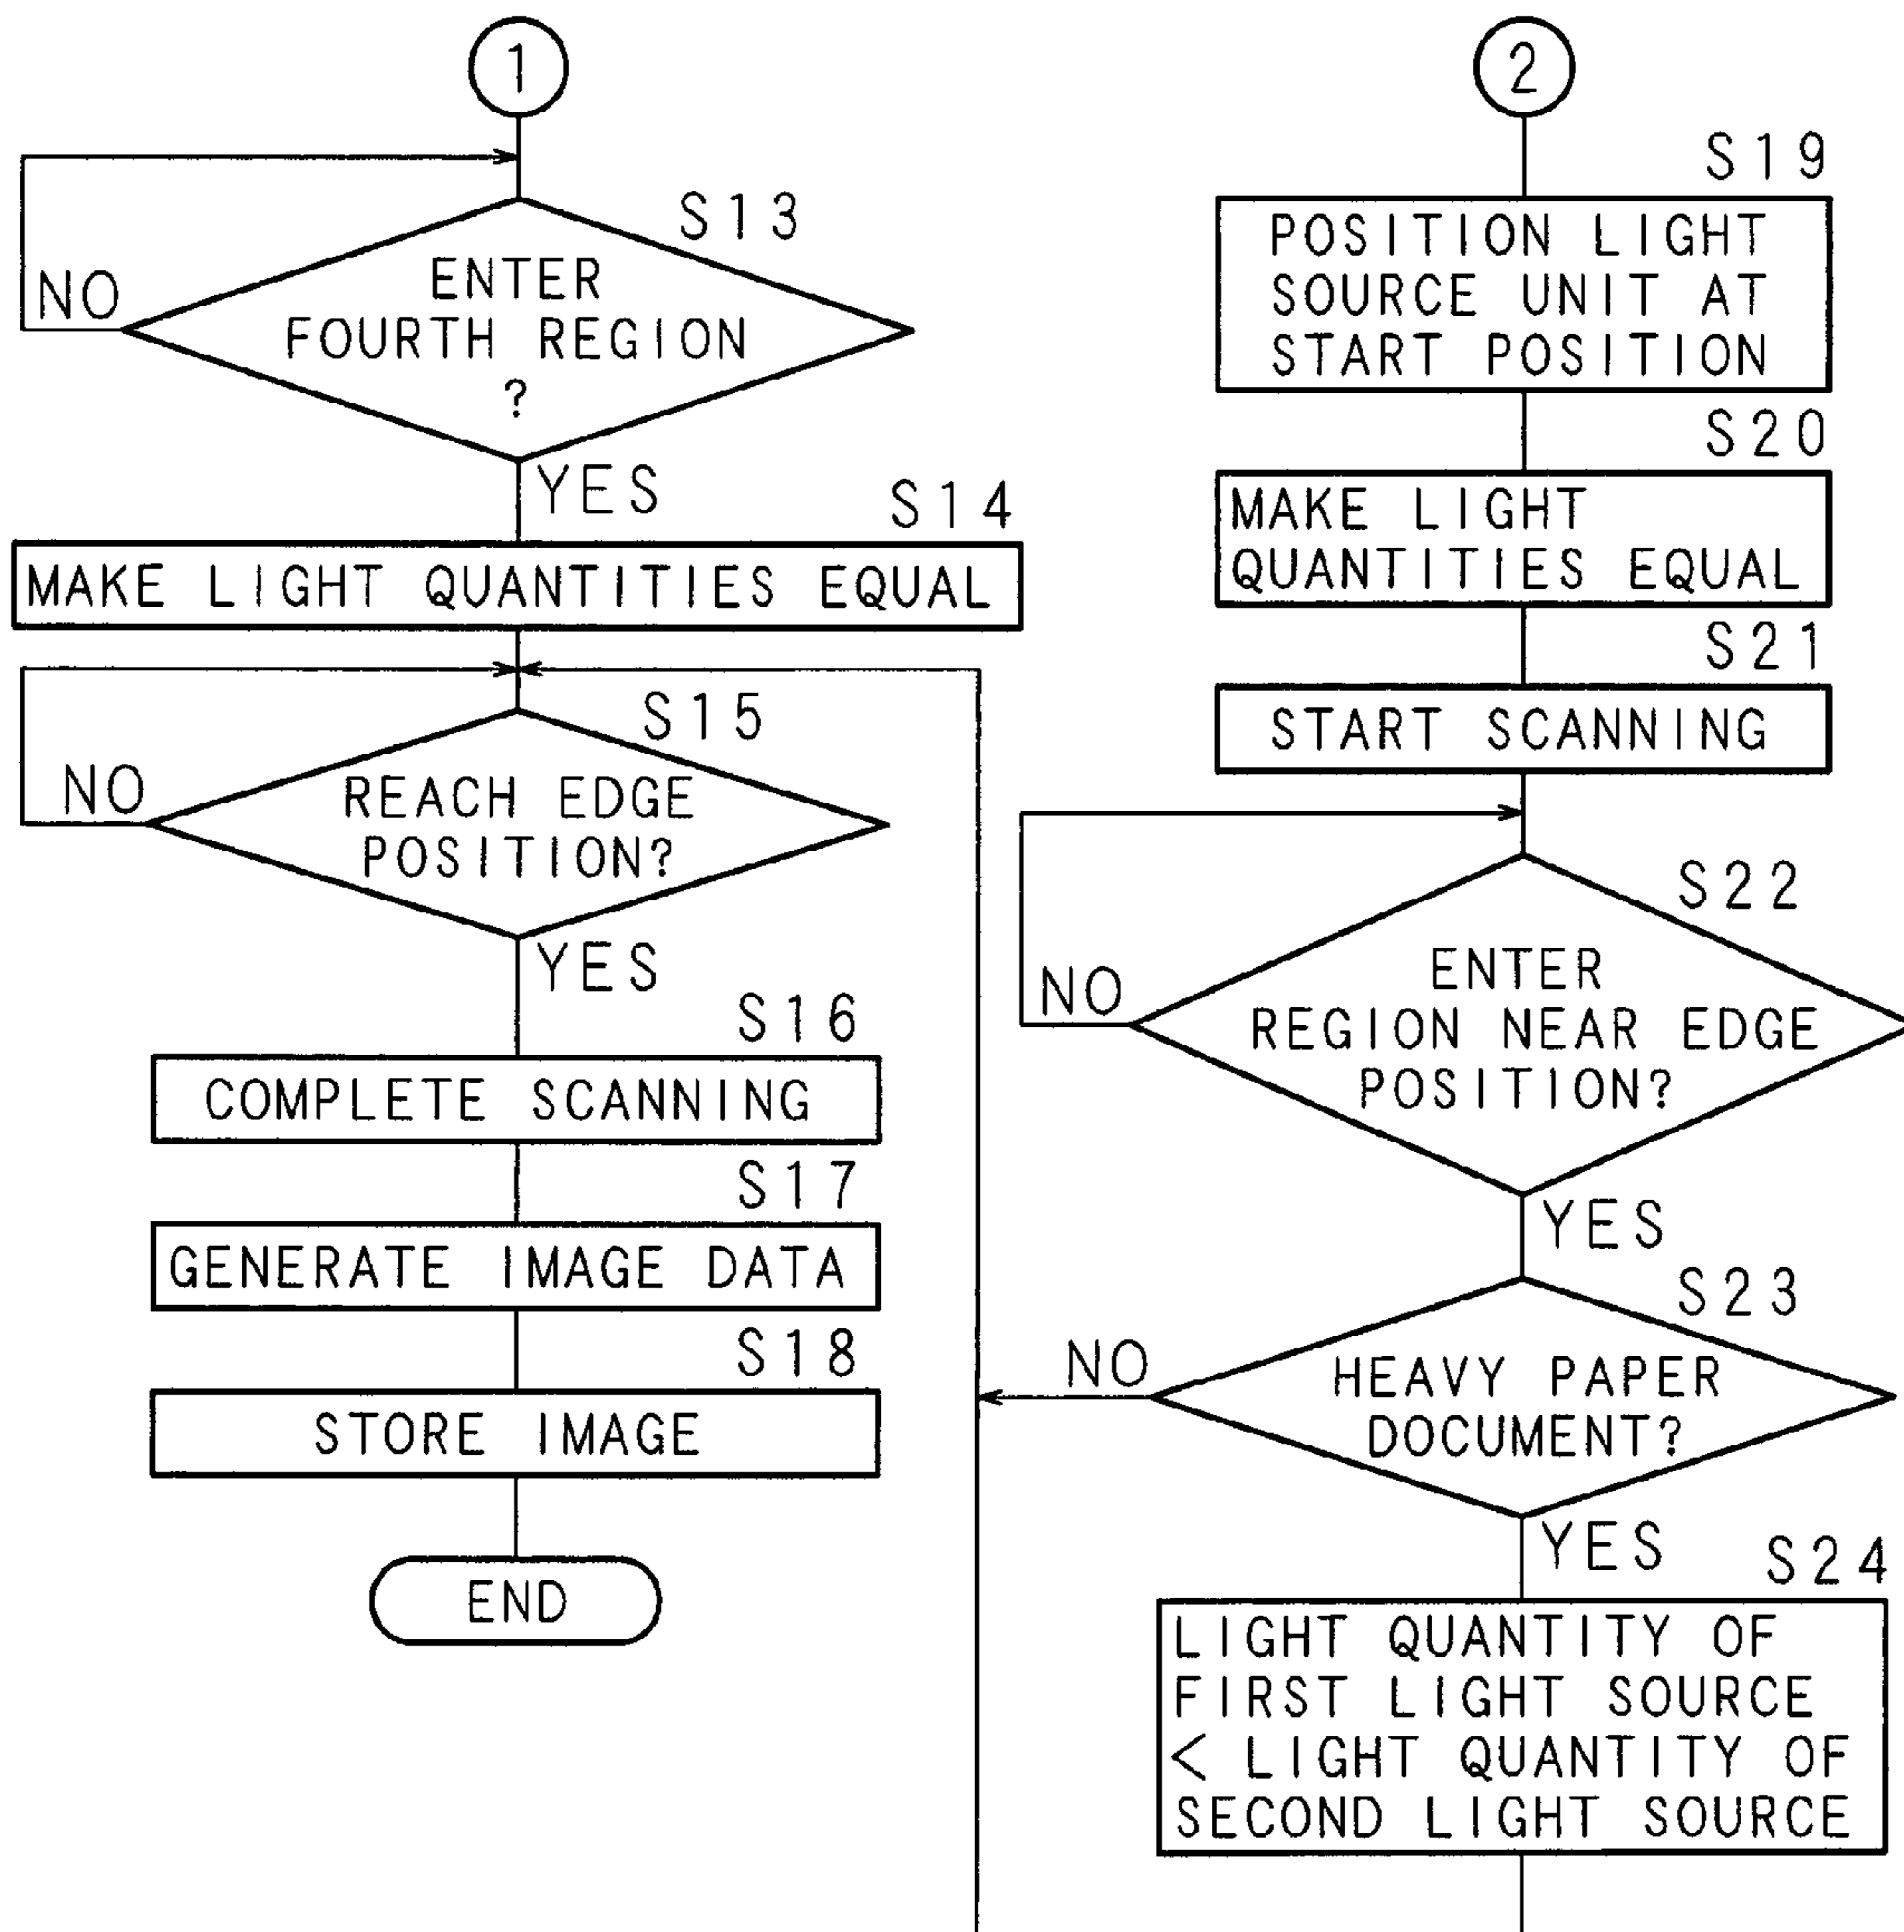 1
S13
ENTER
FOURTH REGION
?
NO
YES
S14
MAKE LIGHT QUANTITIES EQUAL
S15
REACH EDGE
POSITION?
NO
YES
S16
COMPLETE SCANNING
S17
GENERATE IMAGE DATA
S18
STORE IMAGE
END
2
S19
POSITION LIGHT
SOURCE UNIT AT
START POSITION
S20
MAKE LIGHT
QUANTITIES EQUAL
S21
START SCANNING
S22
ENTER
REGION NEAR EDGE
POSITION?
NO
YES
S23
HEAVY PAPER
DOCUMENT?
NO
YES
S24
LIGHT QUANTITY OF
FIRST LIGHT SOURCE
< LIGHT QUANTITY OF
SECOND LIGHT SOURCE